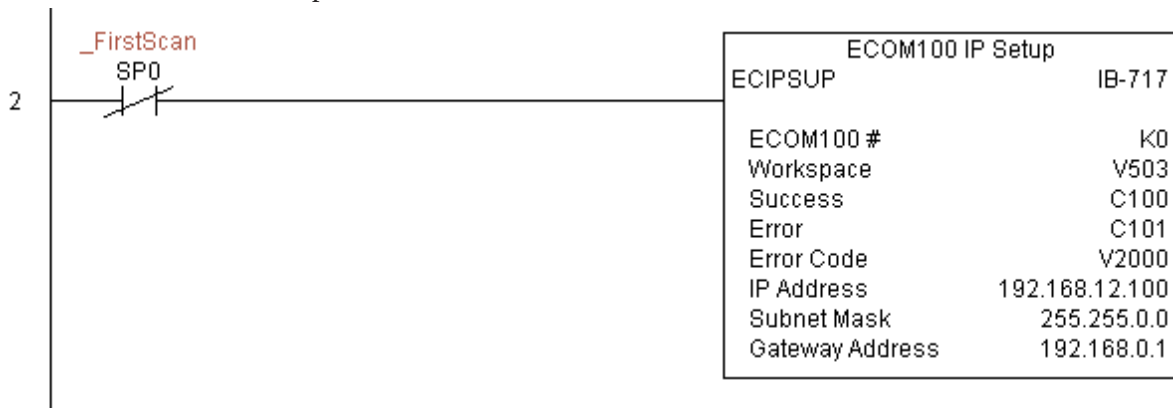 _FirstScan
SP0
2
ECOM100 IP Setup
ECIPSUP IB-717
ECOM100 # K0
Workspace V503
Success C100
Error C101
Error Code V2000
IP Address 192.168.12.100
Subnet Mask 255.255.0.0
Gateway Address 192.168.0.1